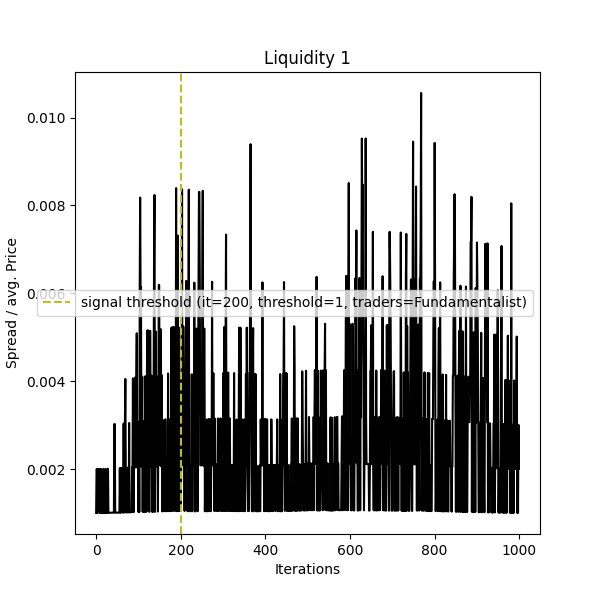 Liquidity 1
Spread / avg. Price
0.010
0.008
0.006
0.004
0.002
signal threshold (it=200, threshold=1, traders=Fundamentalist)
0
200
400
600
800
1000
Iterations